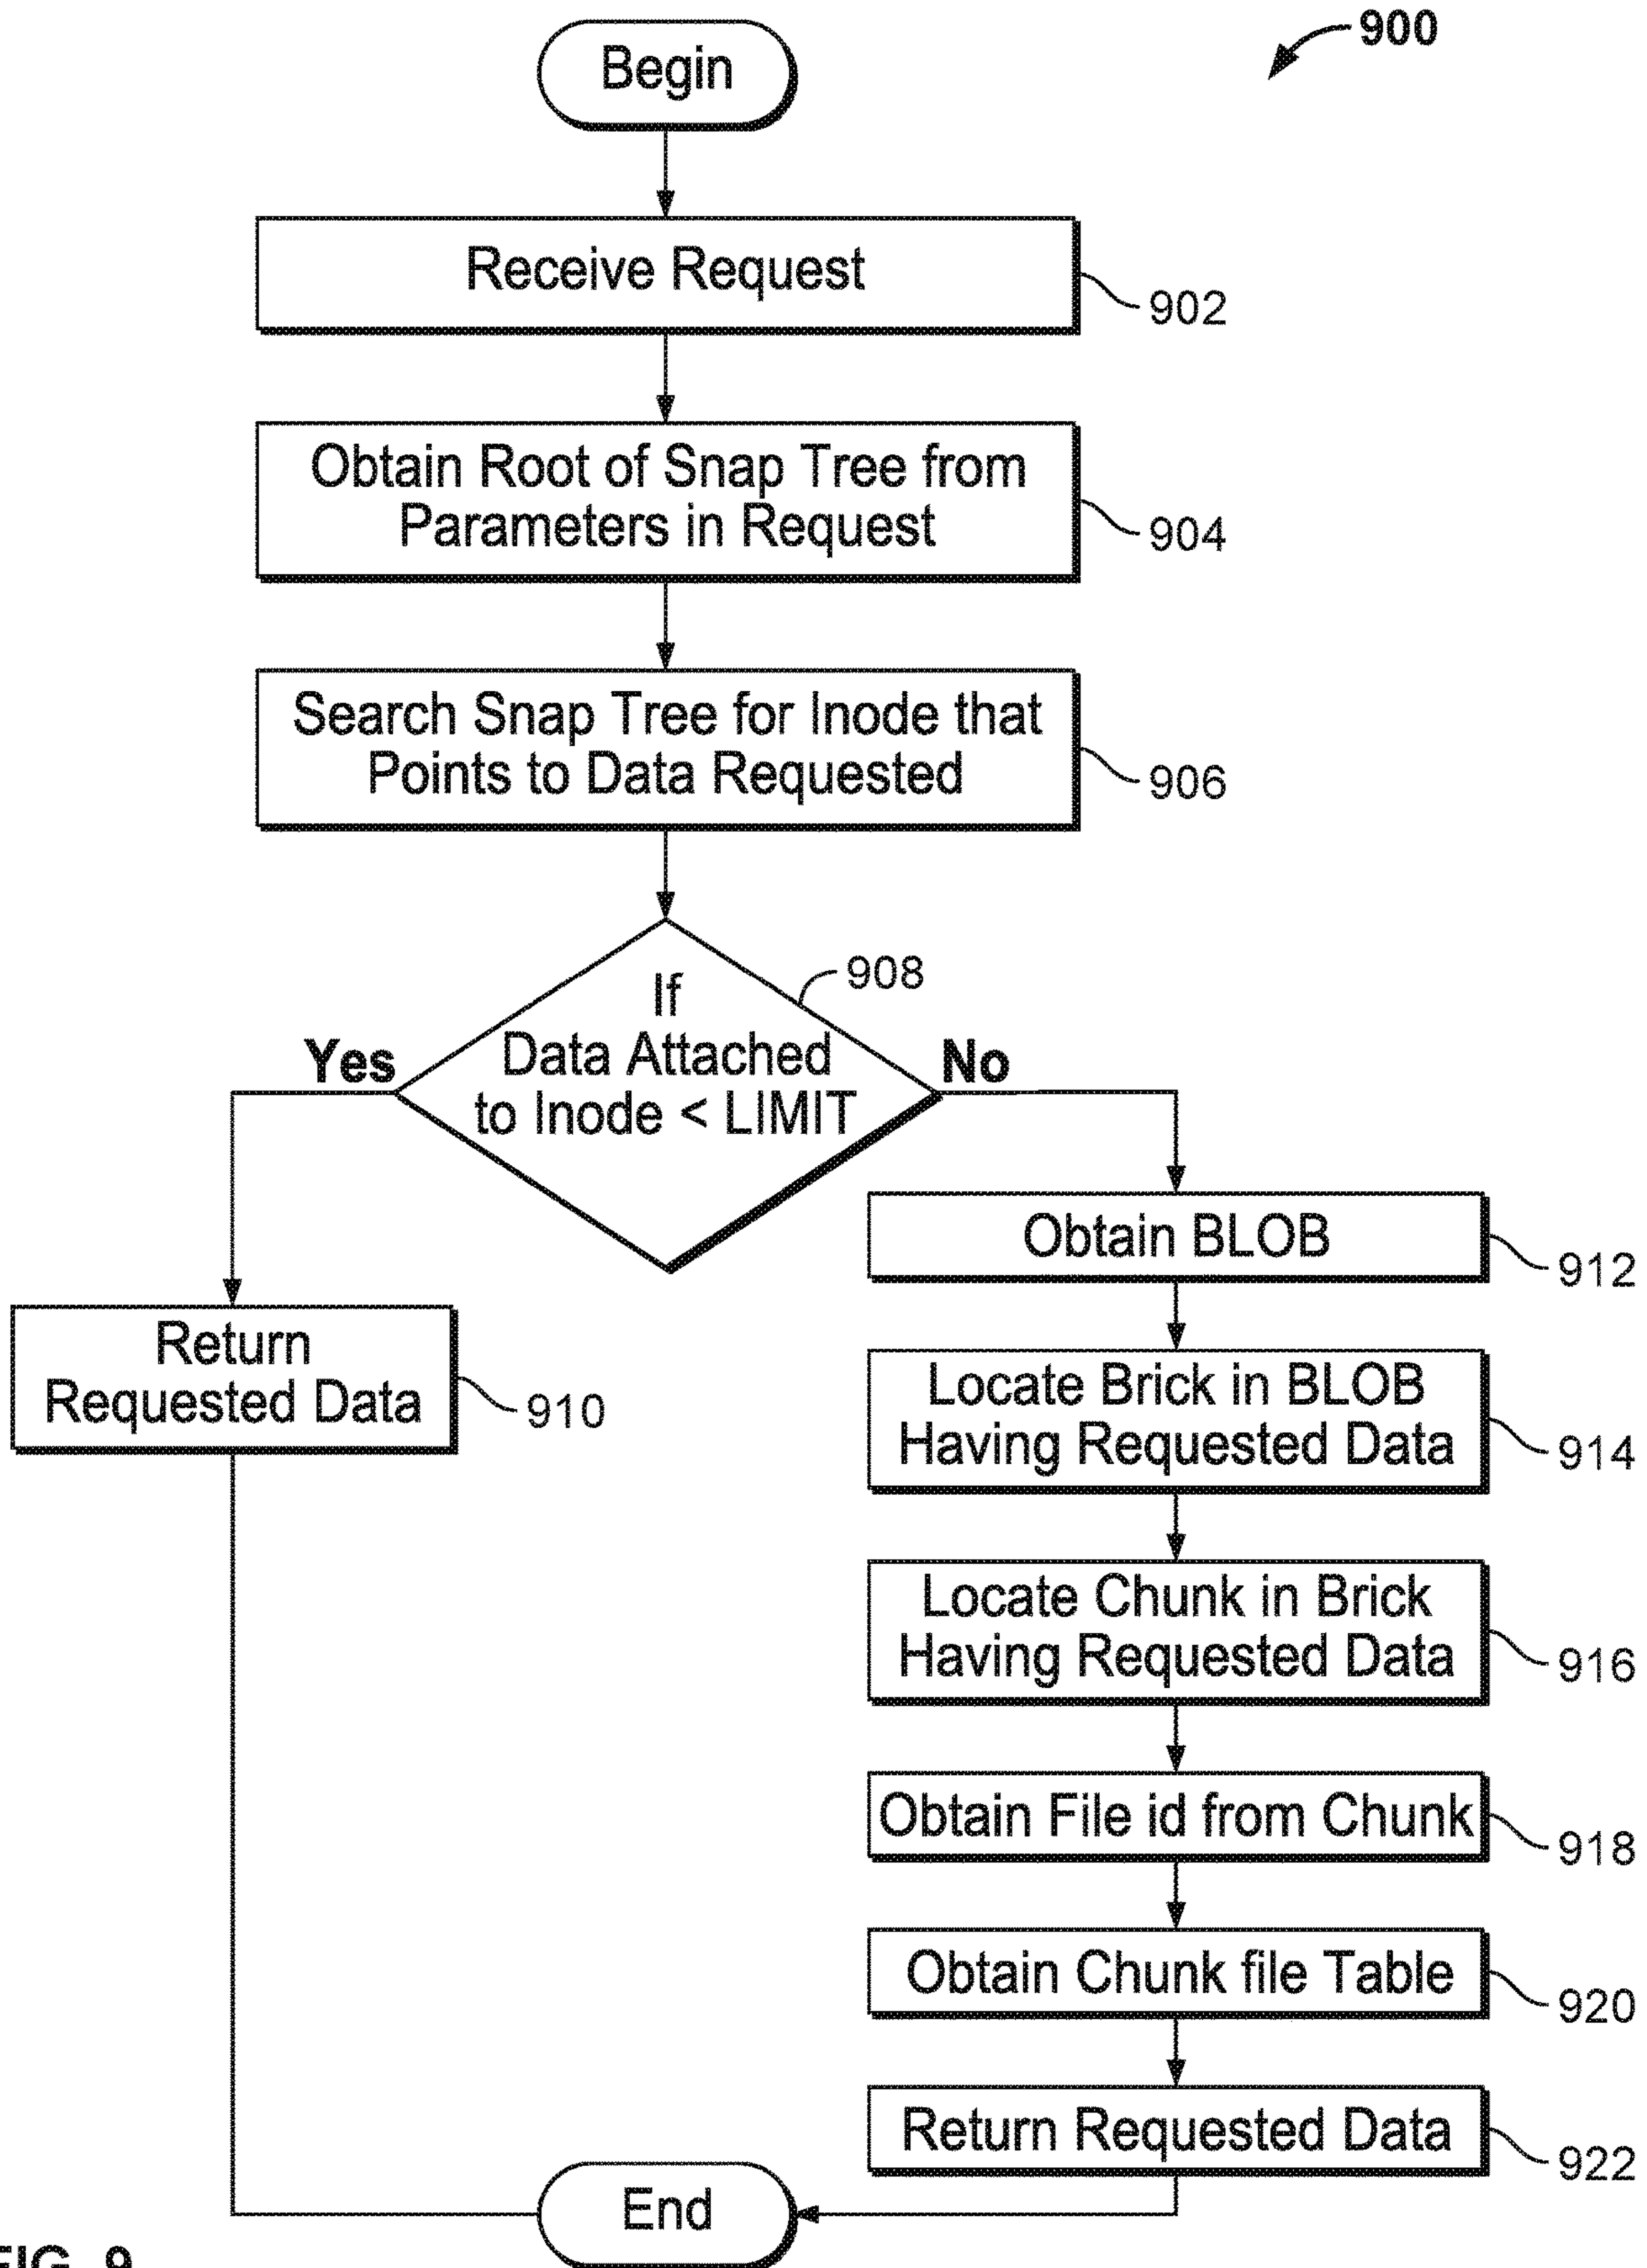 900
Begin
Receive Request
902
Obtain Root of Snap Tree from
Parameters in Request
904
Search Snap Tree for Inode that
Points to Data Requested
906
908
If
Data Attached
to Inode < LIMIT
Yes
No
Return
Requested Data
910
Obtain BLOB
912
Locate Brick in BLOB
Having Requested Data
914
Locate Chunk in Brick
Having Requested Data
916
Obtain File id from Chunk
918
Obtain Chunk file Table
920
Return Requested Data
922
End
FIG. 9